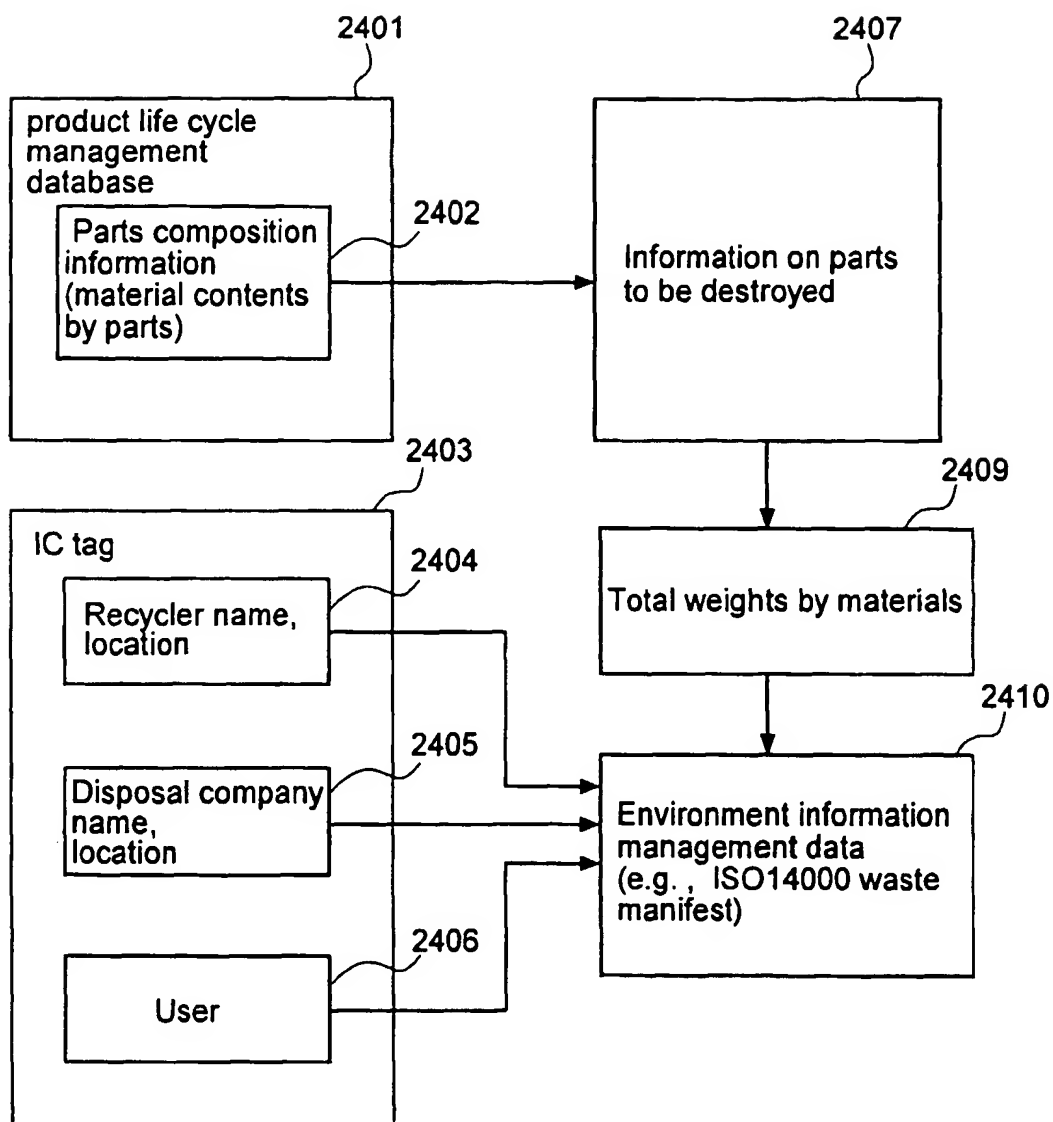 2401
product life cycle
management
database
2402
Parts composition
information
(material contents
by parts)
2407
Information on parts
to be destroyed
2403
IC tag
2404
Recycler name,
location
2405
Disposal company
name,
location
2406
User
2409
Total weights by materials
2410
Environment information
management data
(e.g. , ISO14000 waste
manifest)